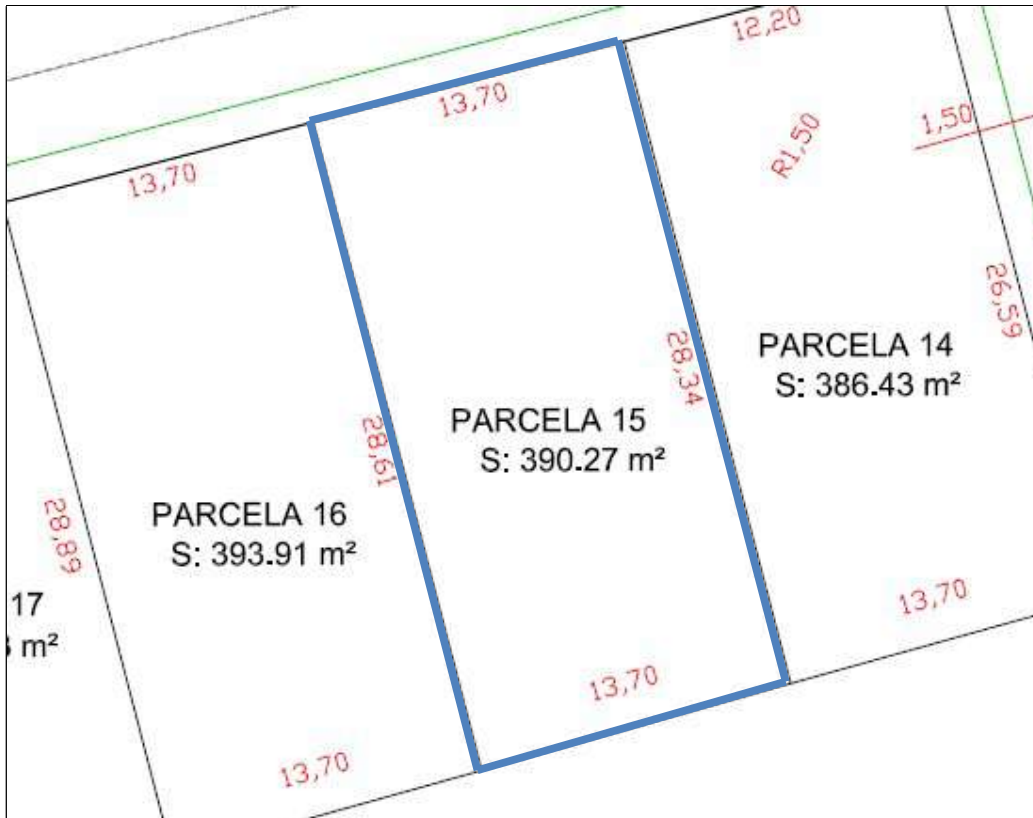 12,20
13,70
1,50
R1,50
13,70
26,59
PARCELA 14
S: 386.43 m²
28,34
PARCELA 15
S: 390.27 m²
28,61
PARCELA 16
S: 393.91 m²
28,89
17
m²
13,70
13,70
13,70